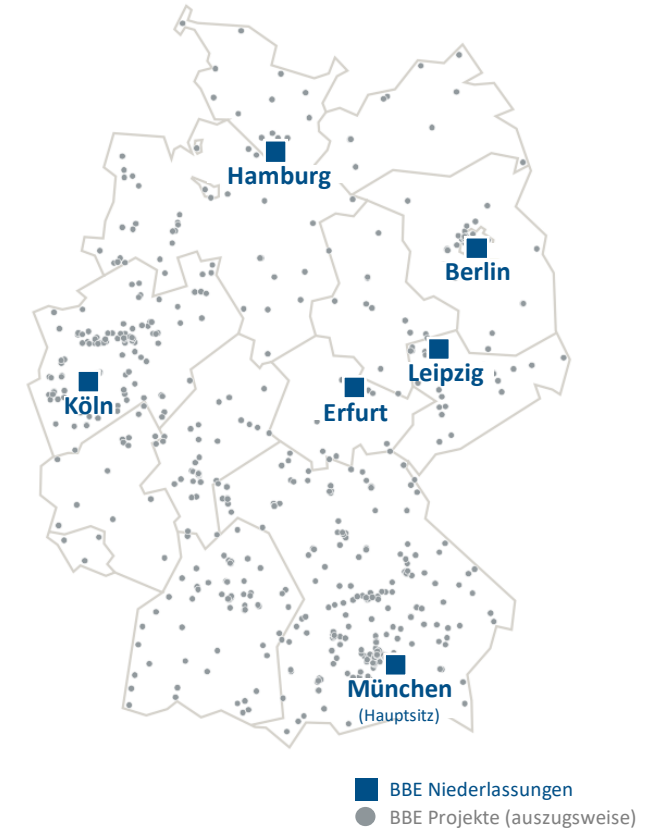 Hamburg
Berlin
Leipzig
Köln
Erfurt
München
(Hauptsitz)
BBE Niederlassungen
BBE Projekte (auszugsweise)